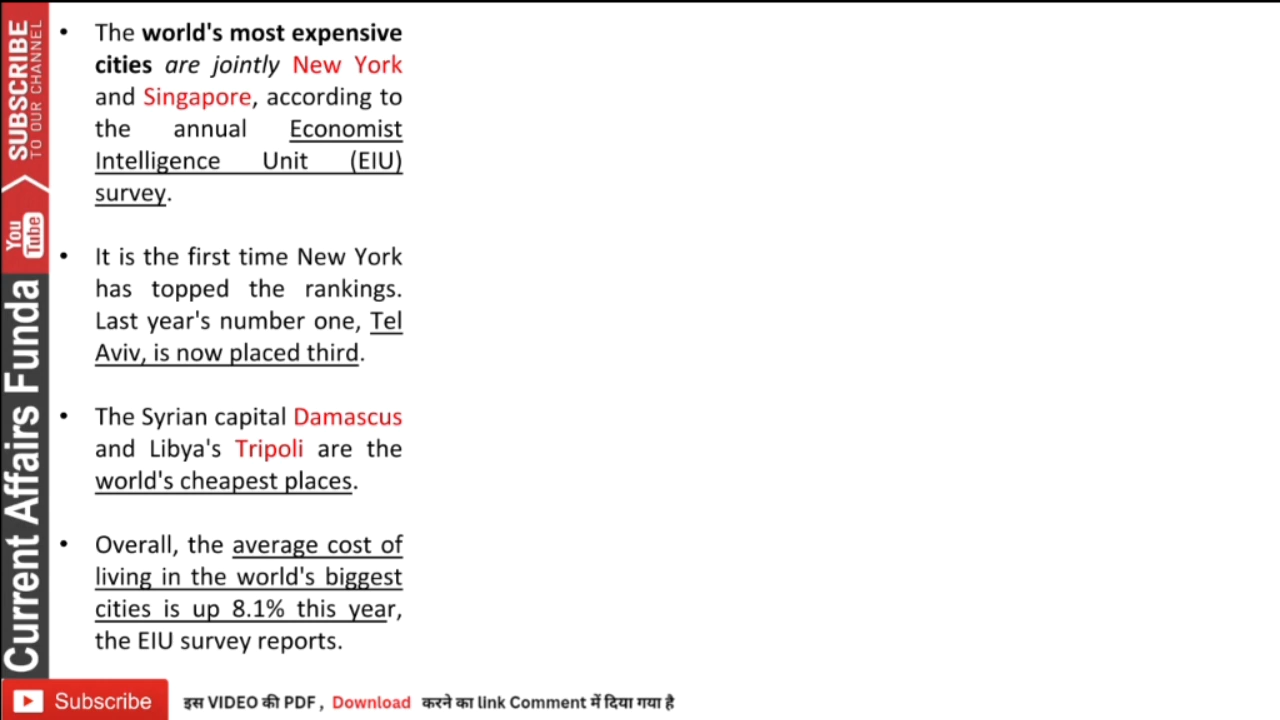 SUBSCRIBE
TO OUR CHANNEL
You
Tube
Current Affairs Funda
• The world's most expensive
cities are jointly New York
and Singapore, according to
the annual Economist
Intelligence Unit (EIU)
survey.
• It is the first time New York
has topped the rankings.
Last year's number one, Tel
Aviv, is now placed third.
• The Syrian capital Damascus
and Libya's Tripoli are the
world's cheapest places.
• Overall, the average cost of
living in the world's biggest
cities is up 8.1% this year,
the EIU survey reports.
Subscribe
इस VIDEO की PDF , Download करने का link Comment में दिया गया है